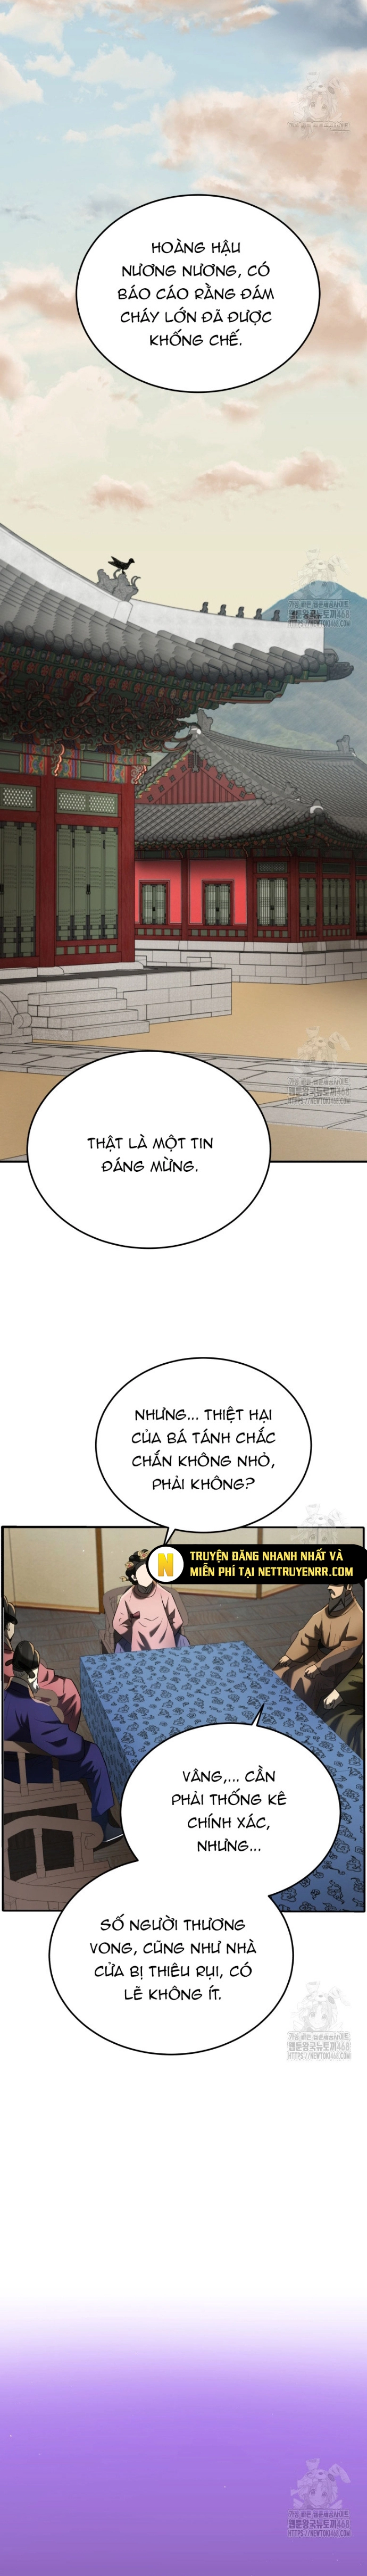 HOÀNG HẬU
NƯƠNG NƯƠNG, CÓ
BÁO CÁO RẰNG ĐÁM
CHÁY LỚN ĐÃ ĐƯỢC
KHỐNG CHẾ.
THẬT LÀ MỘT TIN
ĐÁNG MỪNG.
NHƯNG... THIỆT HẠI
CỦA BÁ TÁNH CHẮC
CHẮN KHÔNG NHỎ,
PHẢI KHÔNG?
N
TRUYỆN ĐĂNG NHANH NHẤT VÀ
MIỄN PHÍ TẠI NETTRUYENRR.COM
VÂNG,... CẦN
PHẢI THỐNG KÊ
CHÍNH XÁC,
NHƯNG...
SỐ NGƯỜI THƯƠNG
VONG, CŨNG NHƯ NHÀ
CỬA BỊ THIÊU RỤI, CÓ
LẼ KHÔNG ÍT.